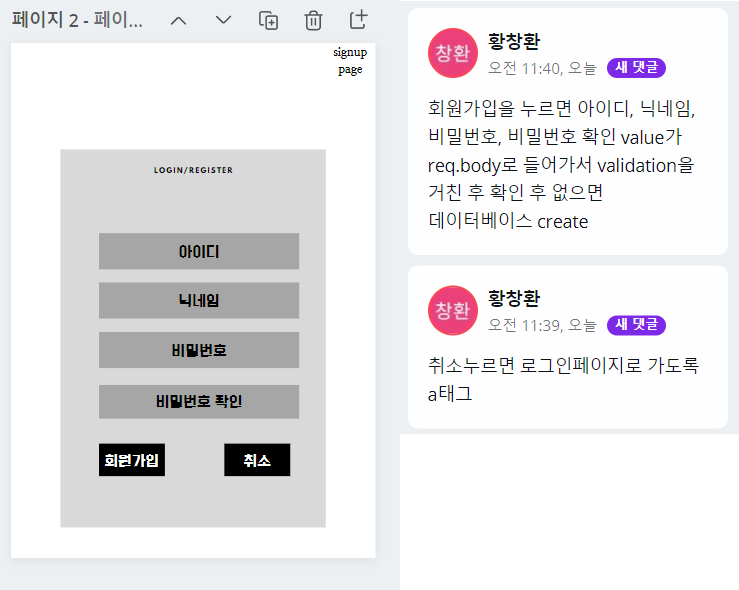 페이지 2 - 페이...
signup
page
LOGIN/REGISTER
아이디
닉네임
비밀번호
비밀번호 확인
회원가입
취소
창환
황창환
오전 11:40, 오늘
새 댓글
회원가입을 누르면 아이디, 닉네임,
비밀번호, 비밀번호 확인 value가
req.body로 들어가서 validation을
거친 후 확인 후 없으면
데이터베이스 create
창환
황창환
오전 11:39, 오늘
새 댓글
취소누르면 로그인페이지로 가도록
a태그